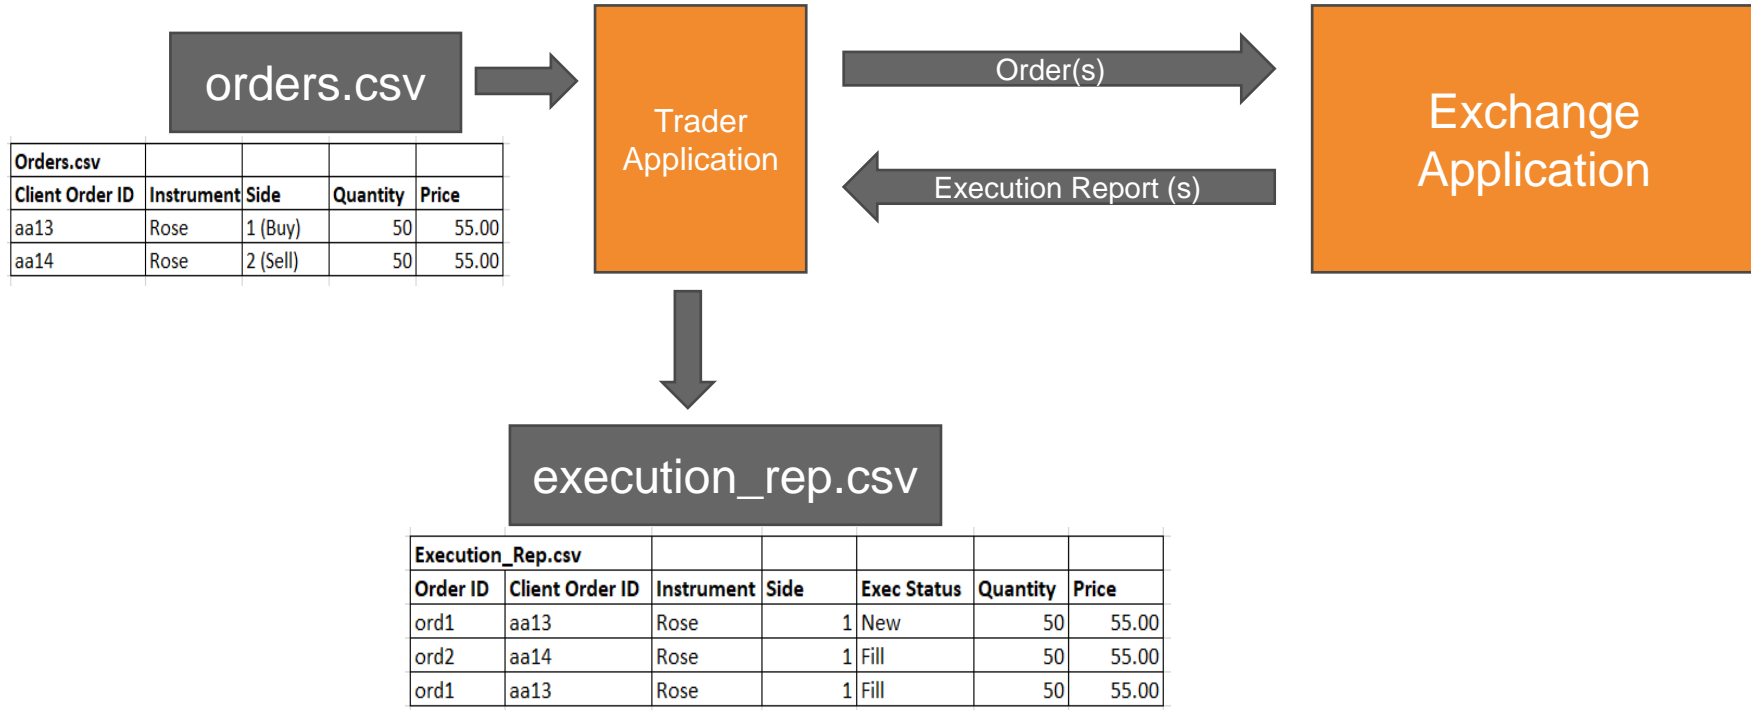 orders.csv
Trader
Application
Order(s)
Execution Report (s)
Exchange
Application
Orders.csv
Client Order ID Instrument Side Quantity Price
aa13 Rose 1 (Buy) 50 55.00
aa14 Rose 2 (Sell) 50 55.00
execution_rep.csv
Execution_Rep.csv
Order ID Client Order ID Instrument Side Exec Status Quantity Price
ord1 aa13 Rose 1 New 50 55.00
ord2 aa14 Rose 1 Fill 50 55.00
ord1 aa13 Rose 1 Fill 50 55.00